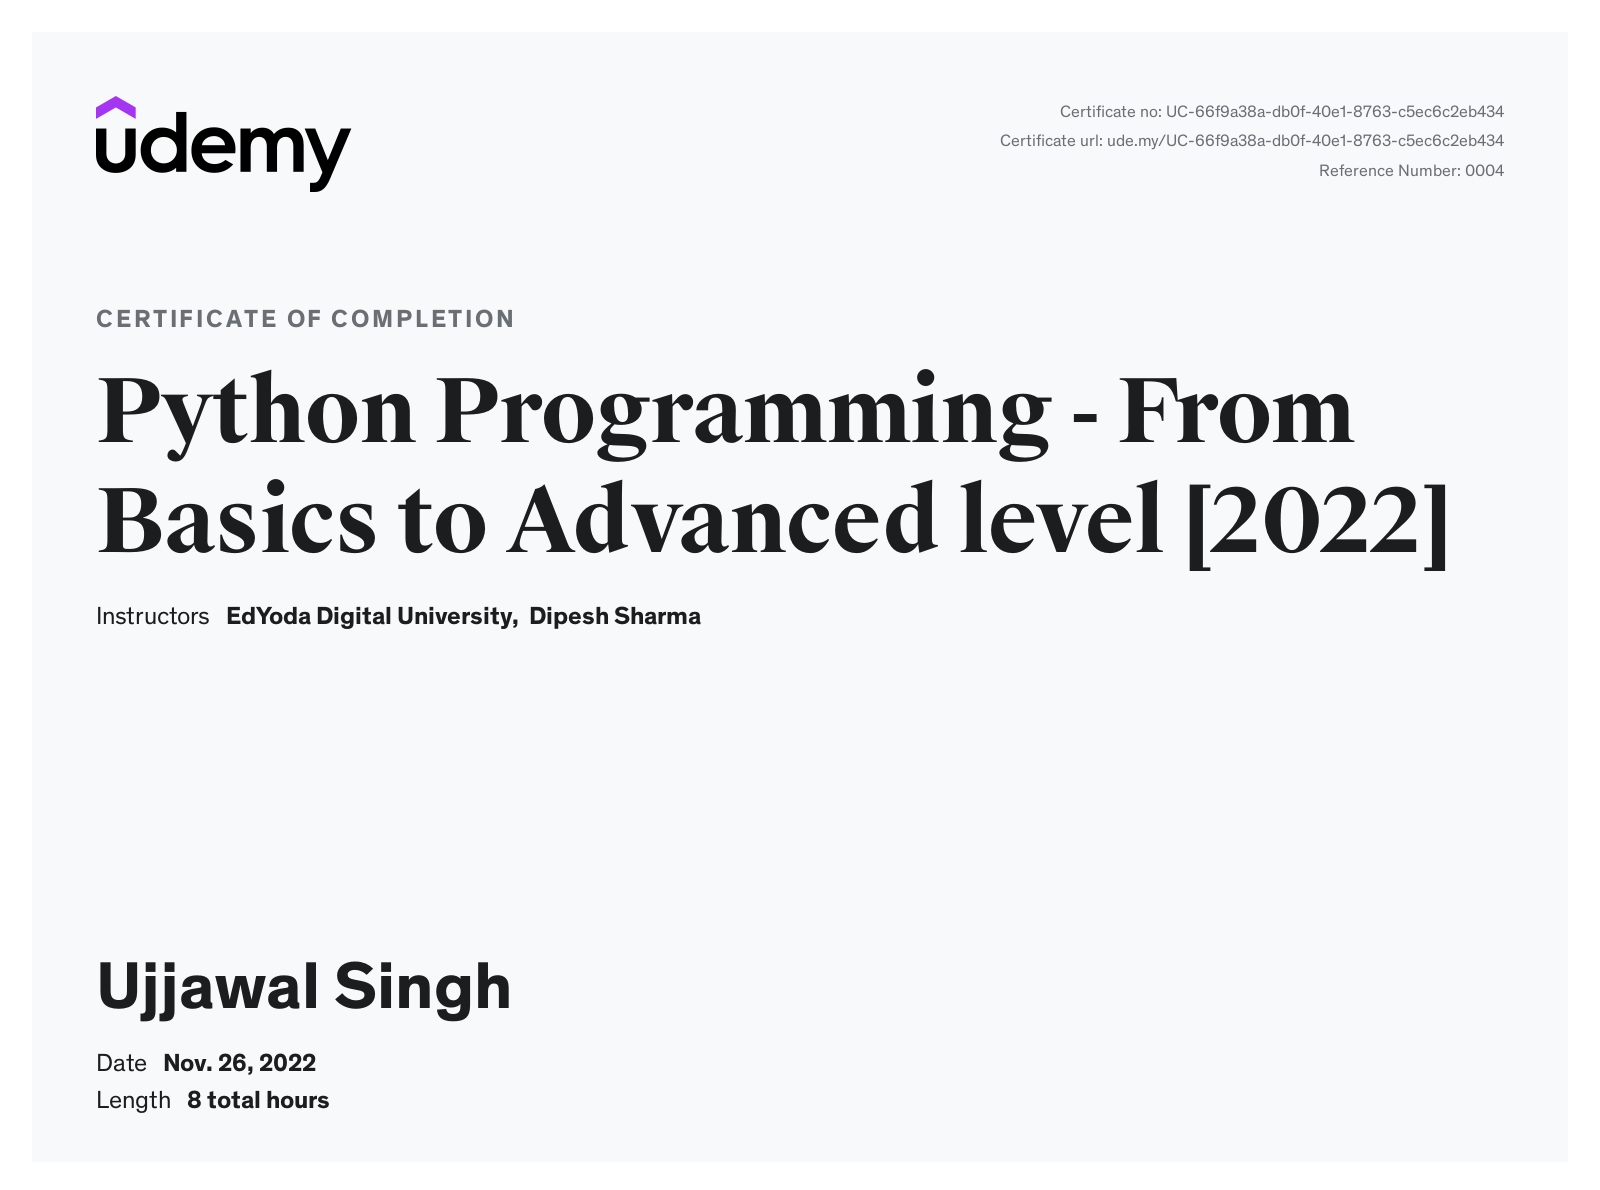 udemy
Certificate no: UC-66f9a38a-db0f-40e1-8763-c5ec6c2eb434
Certificate url: ude.my/UC-66f9a38a-db0f-40e1-8763-c5ec6c2eb434
Reference Number: 0004
CERTIFICATE OF COMPLETION
Python Programming - From
Basics to Advanced level [2022]
Instructors EdYoda Digital University, Dipesh Sharma
Ujjawal Singh
Date Nov. 26, 2022
Length 8 total hours